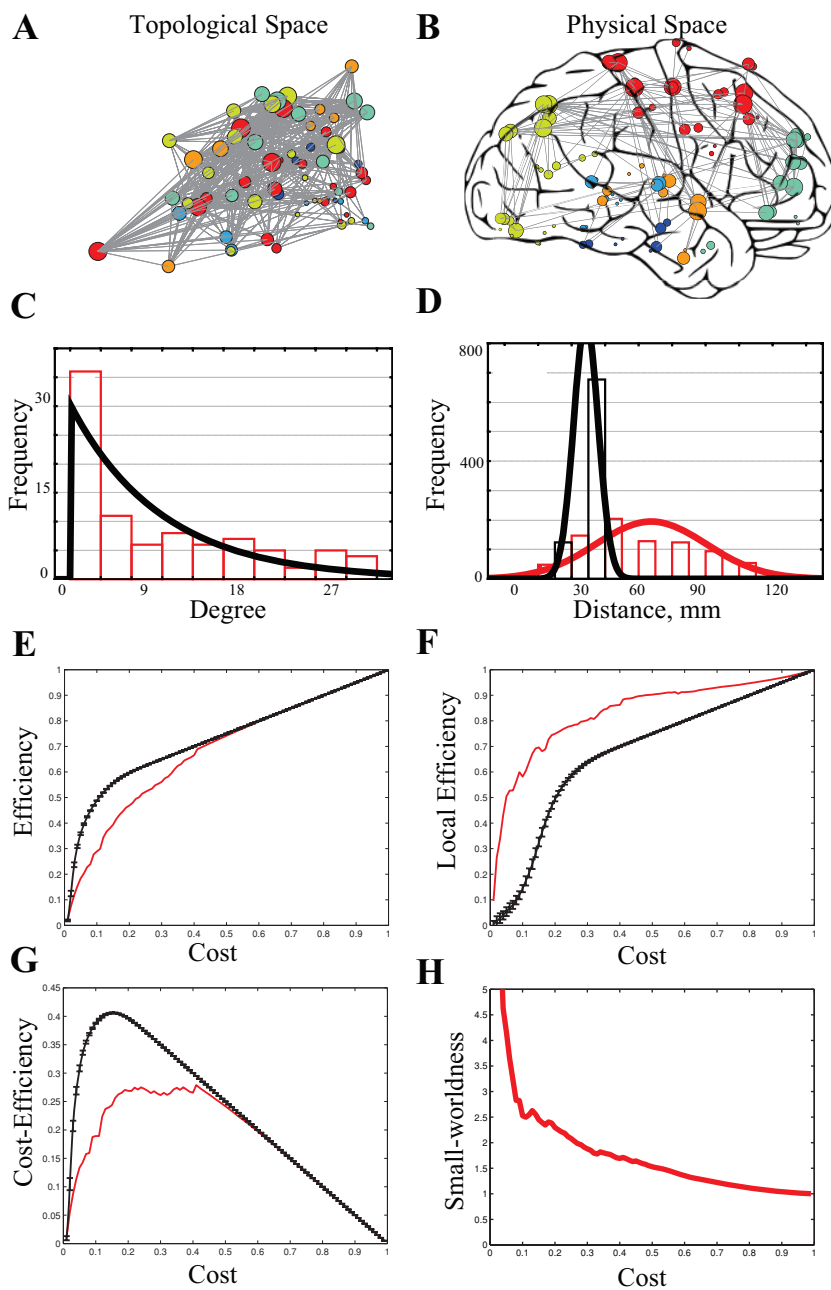 A Topological Space
B Physical Space
C
Frequency
30
15
0
0 9 18 27
Degree
D
Frequency
800
400
0
0 30 60 90 120
Distance, mm
E
Efficiency
1
0.9
0.8
0.7
0.6
0.5
0.4
0.3
0.2
0.1
0
0 0.1 0.2 0.3 0.4 0.5 0.6 0.7 0.8 0.9 1
Cost
F
Local Efficiency
1
0.9
0.8
0.7
0.6
0.5
0.4
0.3
0.2
0.1
0
0 0.1 0.2 0.3 0.4 0.5 0.6 0.7 0.8 0.9 1
Cost
G
Cost-Efficiency
0.45
0.4
0.35
0.3
0.25
0.2
0.15
0.1
0.05
0
0 0.1 0.2 0.3 0.4 0.5 0.6 0.7 0.8 0.9 1
Cost
H
Small-worldness
5
4.5
4
3.5
3
2.5
2
1.5
1
0.5
0
0 0.1 0.2 0.3 0.4 0.5 0.6 0.7 0.8 0.9 1
Cost